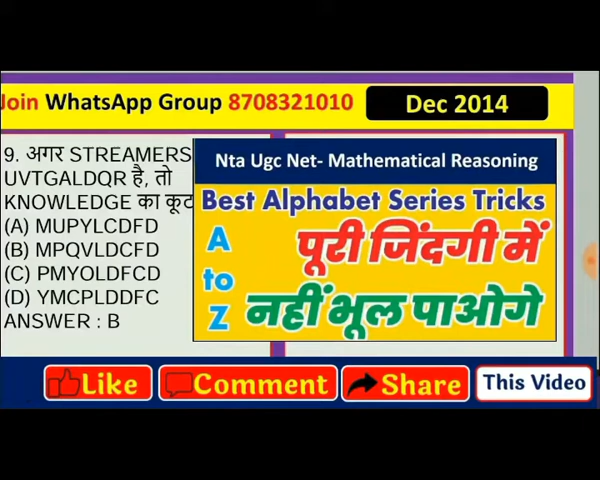 Join WhatsApp Group 8708321010
Dec 2014
9. अगर STREAMERS
UVTGALDQR है, तो
KNOWLEDGE का कूट
(A) MUPYLCDFD
(B) MPQVLDCFD
(C) PMYOLDFCD
(D) YMCPLDDFC
ANSWER : B
Nta Ugc Net- Mathematical Reasoning
Best Alphabet Series Tricks
A
to
Z
पूरी जिंदगी में
नहीं भूल पाओगे
Like
Comment
Share
This Video